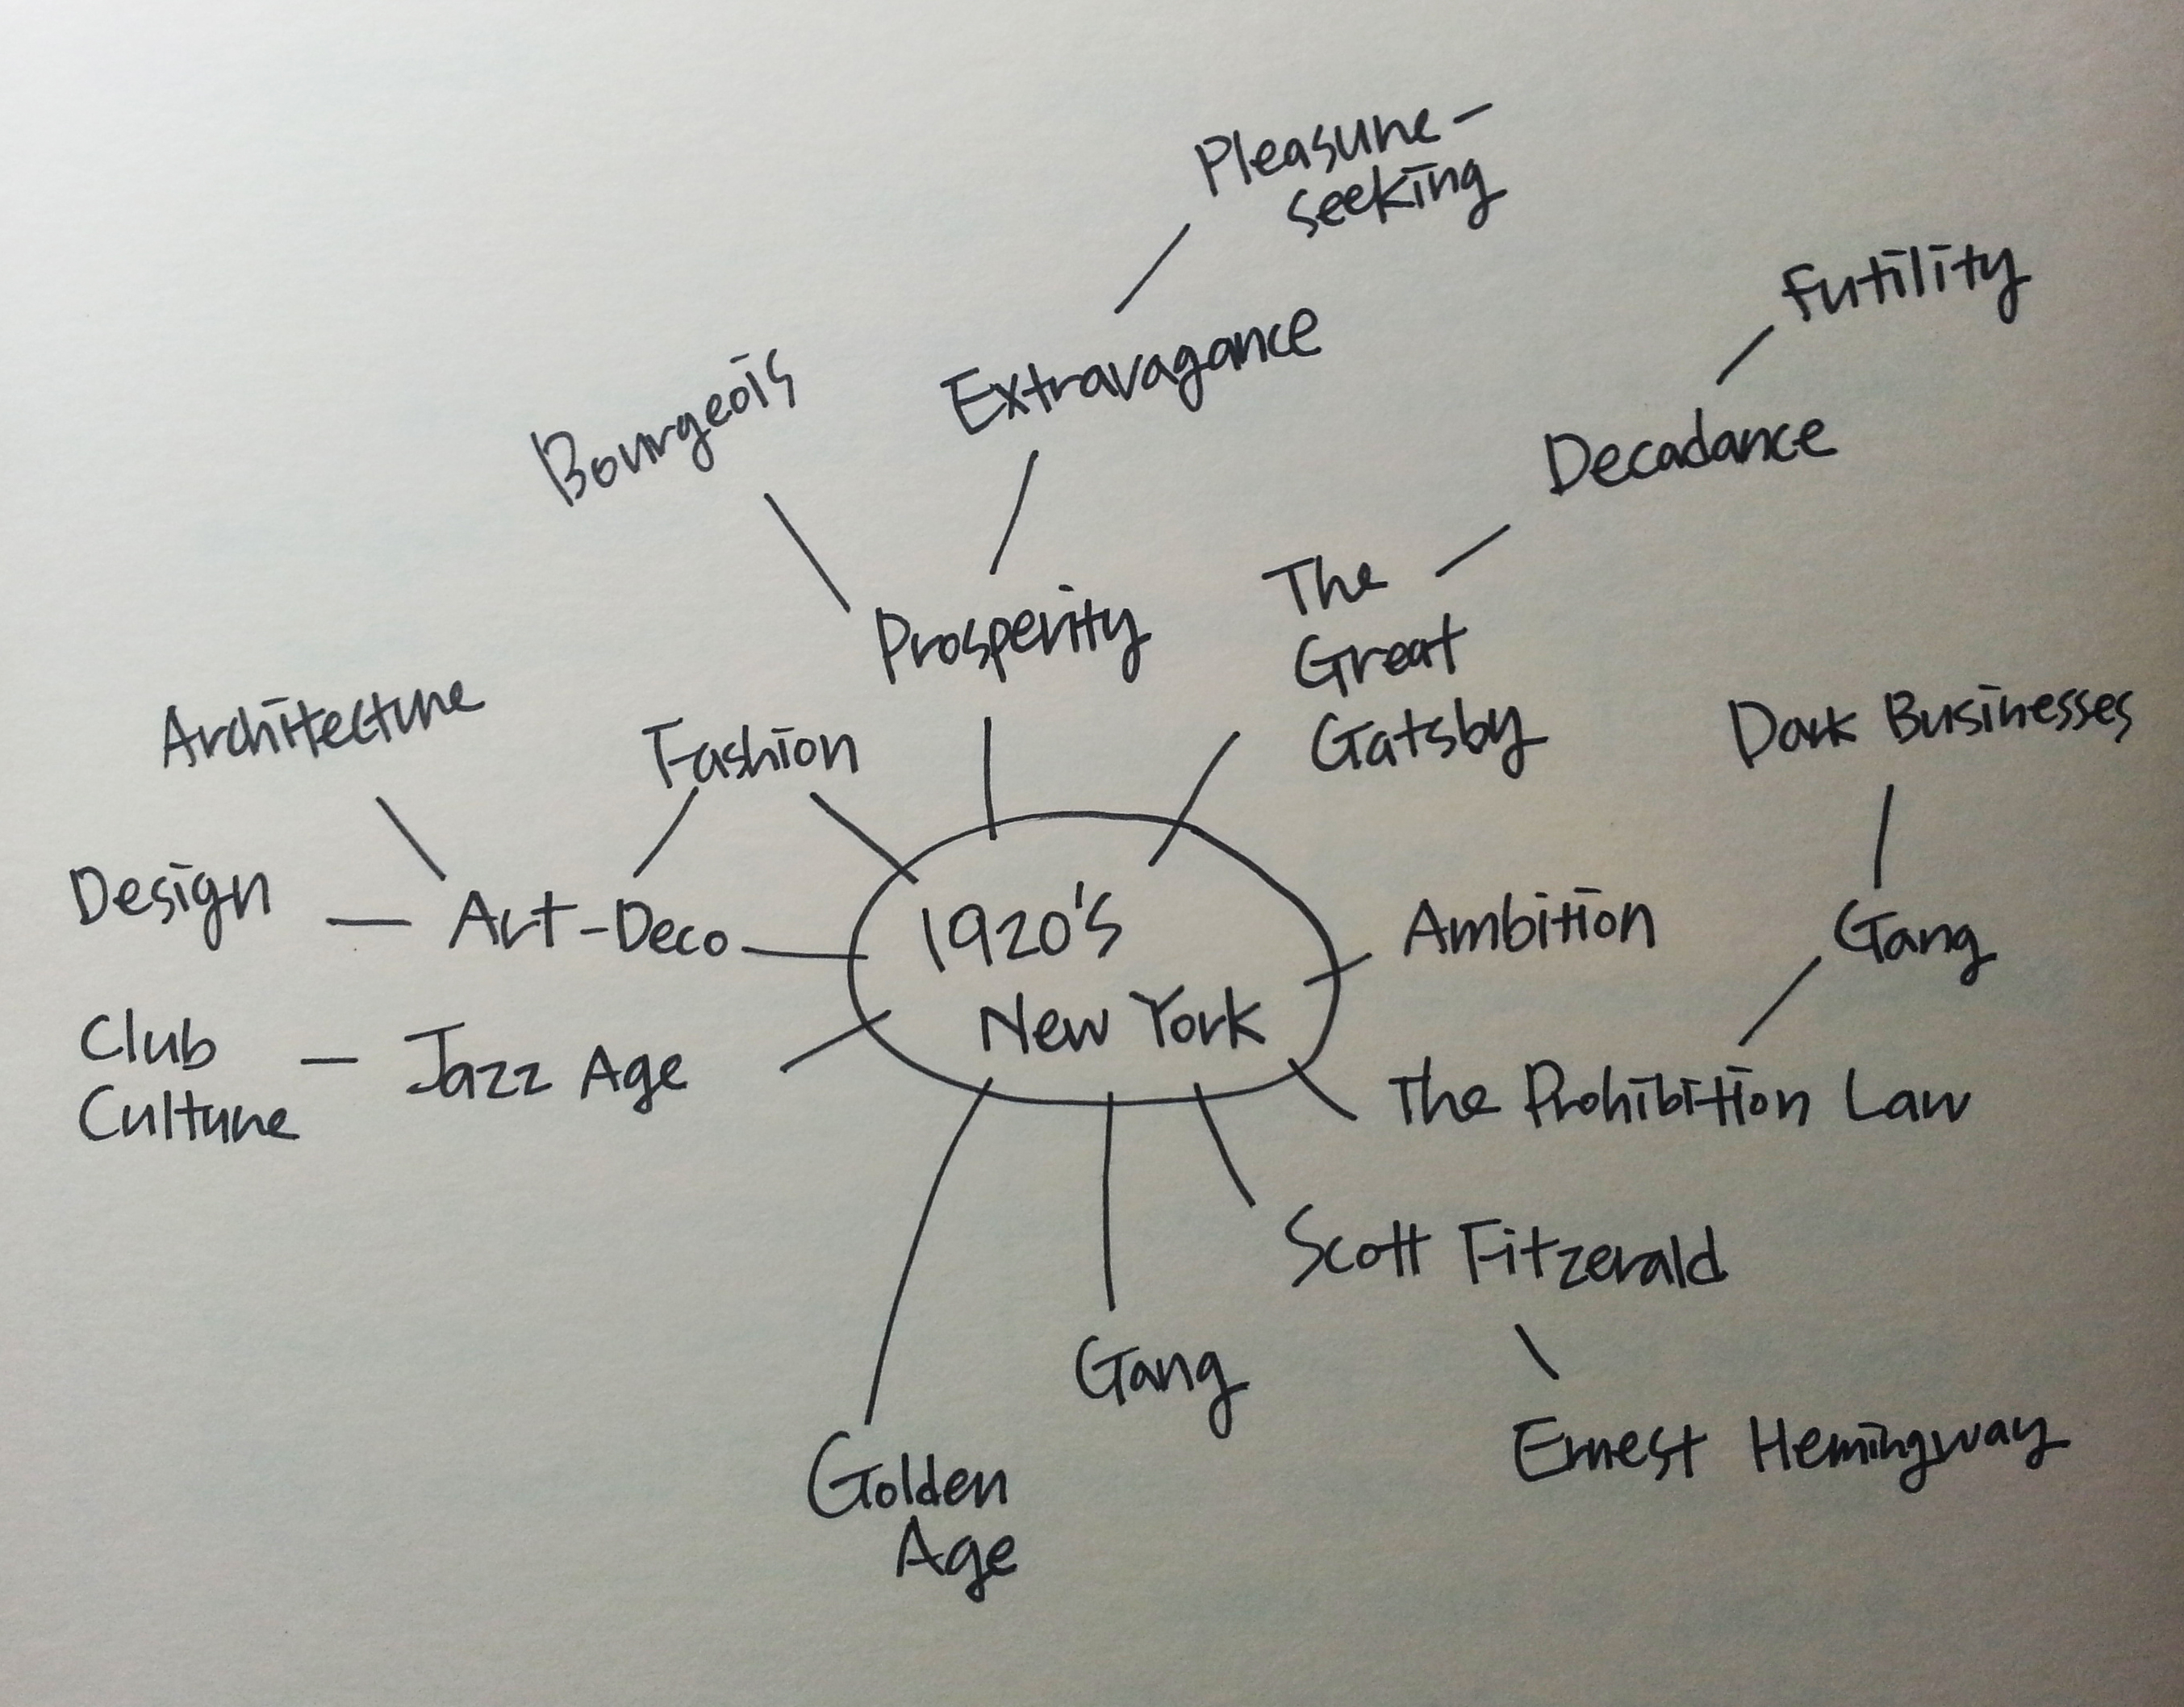 Pleasure-
seeking
Futility
Extravagance
Bourgeois
Decadance
The
Great
Gatsby
Prosperity
Architecture
Fashion
Dark Businesses
Design
Art-Deco
1920's
New York
Ambition
Gang
Club
Culture
Jazz Age
The Prohibition Law
Scott Fitzerald
Gang
Ernest Hemingway
Golden
Age